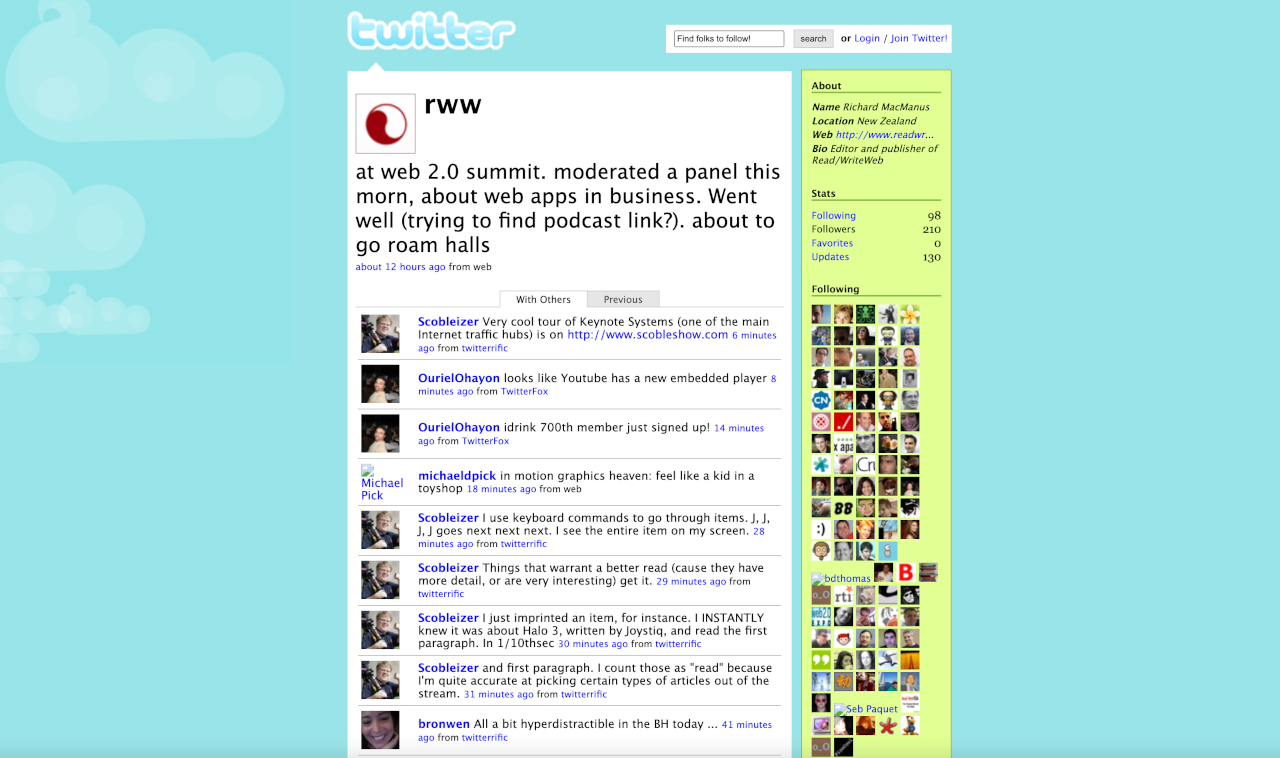 twitter
Find folks to follow!
search
or Login / Join Twitter!
rww
at web 2.0 summit. moderated a panel this
morn, about web apps in business. Went
well (trying to find podcast link?). about to
go roam halls
about 12 hours ago from web
With Others
Previous
Scobleizer Very cool tour of Keynote Systems (one of the main
Internet traffic hubs) is on http://www.scobleshow.com 6 minutes
ago from twitterrific
OurielOhayon looks like Youtube has a new embedded player 8
minutes ago from TwitterFox
OurielOhayon idrink 700th member just signed up! 14 minutes
ago from TwitterFox
Michael
Pick
michaeldpick in motion graphics heaven: feel like a kid in a
toyshop 18 minutes ago from web
Scobleizer I use keyboard commands to go through items. J, J,
J, J goes next next next. I see the entire item on my screen. 28
minutes ago from twitterrific
Scobleizer Things that warrant a better read (cause they have
more detail, or are very interesting) get it. 29 minutes ago from
twitterrific
Scobleizer I just imprinted an item, for instance. I INSTANTLY
knew it was about Halo 3, written by Joystiq, and read the first
paragraph. In 1/10thsec 30 minutes ago from twitterrific
Scobleizer and first paragraph. I count those as "read" because
I'm quite accurate at picking certain types of articles out of the
stream. 31 minutes ago from twitterrific
bronwen All a bit hyperdistractible in the BH today ... 41 minutes
ago from twitterrific
About
Name Richard MacManus
Location New Zealand
Web http://www.readwr...
Bio Editor and publisher of
Read/WriteWeb
Stats
Following 98
Followers 210
Favorites 0
Updates 130
Following
CN
x apa
Cru
88
:)
bdthomas
B
o_O
rti
web2.0
Seb Paquet
o_O